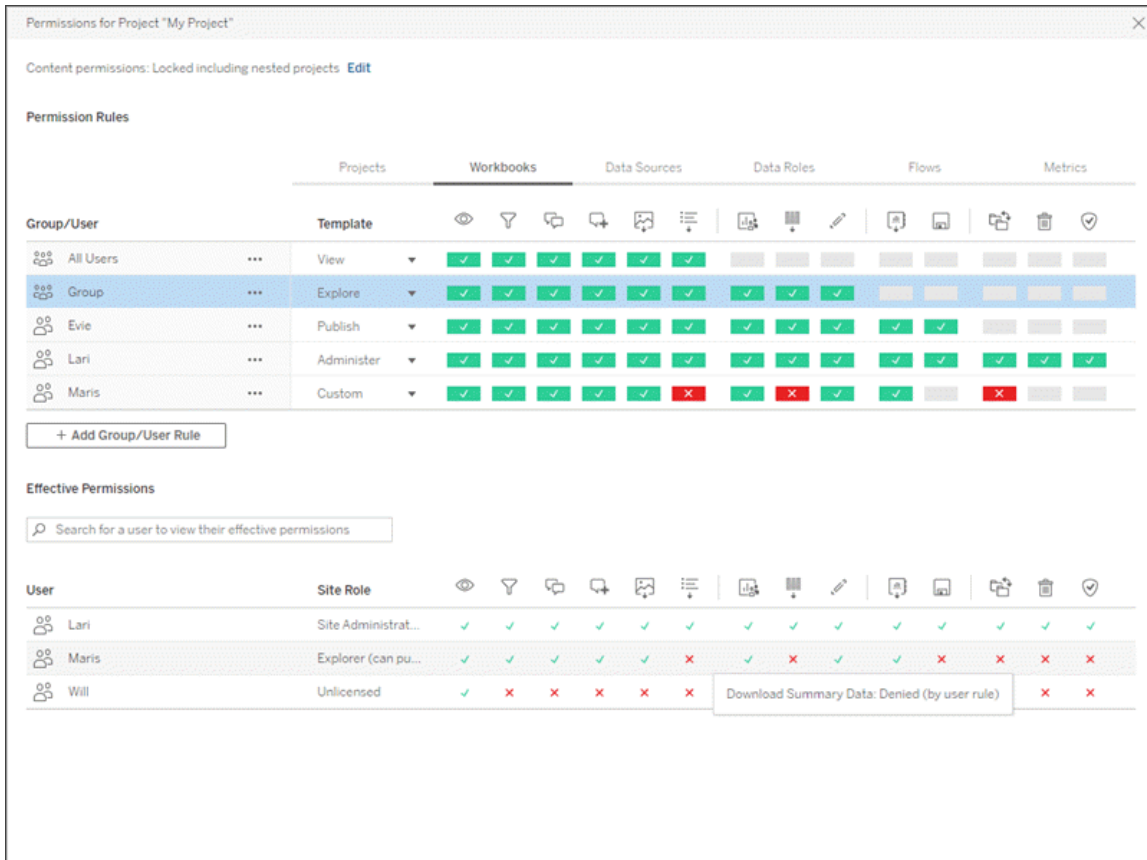 Permissions for Project "My Project"
Content permissions: Locked including nested projects Edit
Permission Rules
Projects Workbooks Data Sources Data Roles Flows Metrics
Group/User Template
All Users ... View
Group ... Explore
Evie ... Publish
Lari ... Administer
Maris ... Custom
+ Add Group/User Rule
Effective Permissions
Search for a user to view their effective permissions
User Site Role
Lari Site Administrat...
Maris Explorer (can pu...
Will Unlicensed
Download Summary Data: Denied (by user rule)